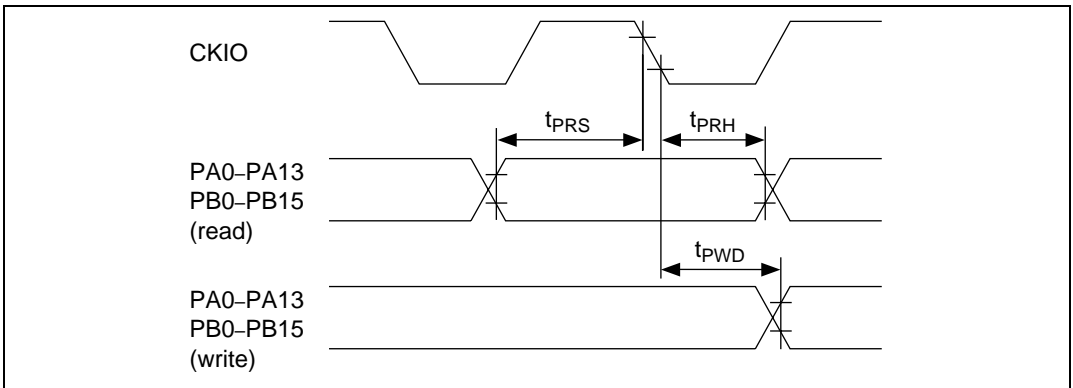 CKIO
tPRS tPRH
PA0–PA13
PB0–PB15
(read)
tPWD
PA0–PA13
PB0–PB15
(write)